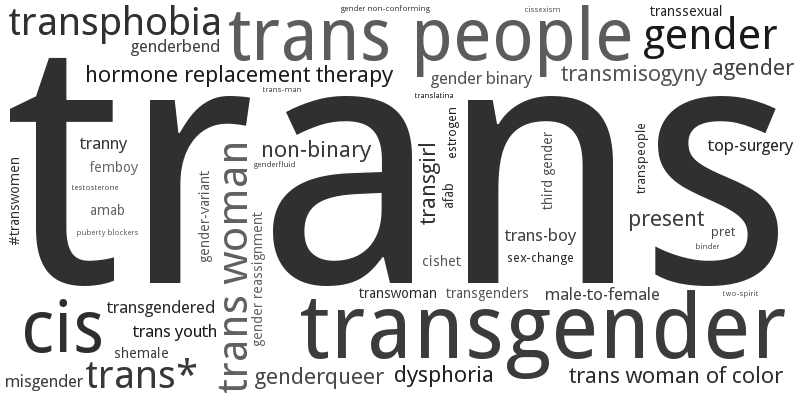 transphobia
trans people
gender non-conforming
cissexism
transsexual
genderbend
gender
hormone replacement therapy
gender binary
transmisogyny
agender
trans-man
translatina
trans
tranny
femboy
testosterone
amab
puberty blockers
#transwomen
gender-variant
trans woman
gender reassignment
non-binary
genderfluid
transgirl
estrogen
afab
third gender
transpeople
top-surgery
present
pret
binder
trans-boy
sex-change
cishet
transwoman
transgenders
male-to-female
two-spirit
cis
transgendered
trans youth
shemale
transgender
misgender
trans*
genderqueer
dysphoria
trans woman of color